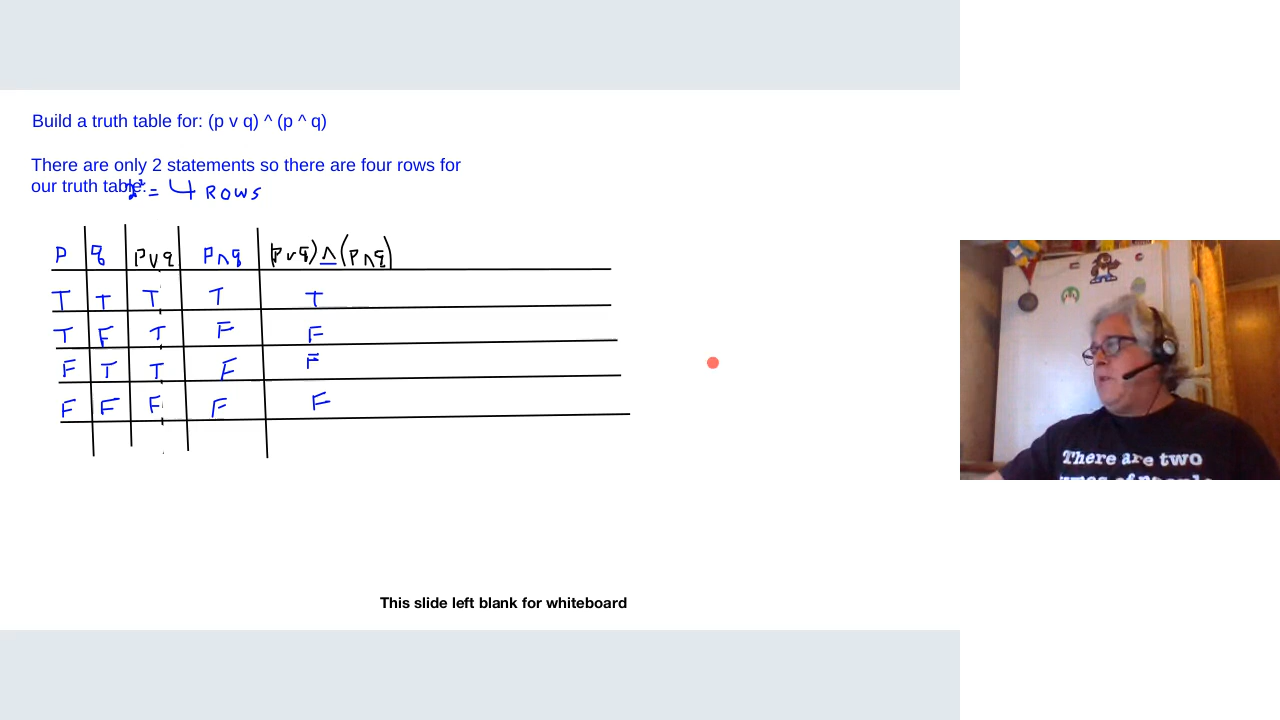 Build a truth table for: (p v q) ^ (p ^ q)
There are only 2 statements so there are four rows for
our truth table.
2² = 4 ROWS
P q P∨q P∧q (P∨q)∧(P∧q)
T T T T T
T F T F F
F T T F F
F F F F F
There are two
This slide left blank for whiteboard